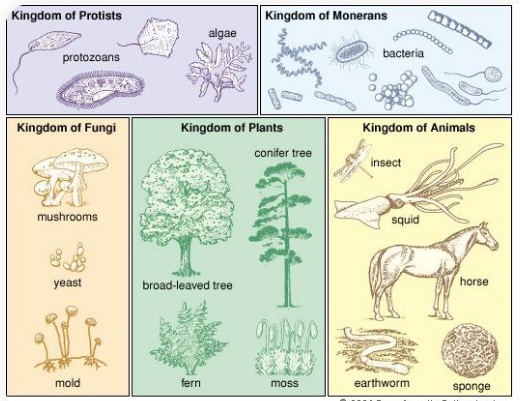 Kingdom of Protists
protozoans
algae
Kingdom of Monerans
bacteria
Kingdom of Fungi
mushrooms
yeast
mold
Kingdom of Plants
conifer tree
broad-leaved tree
fern
moss
Kingdom of Animals
insect
squid
horse
earthworm
sponge